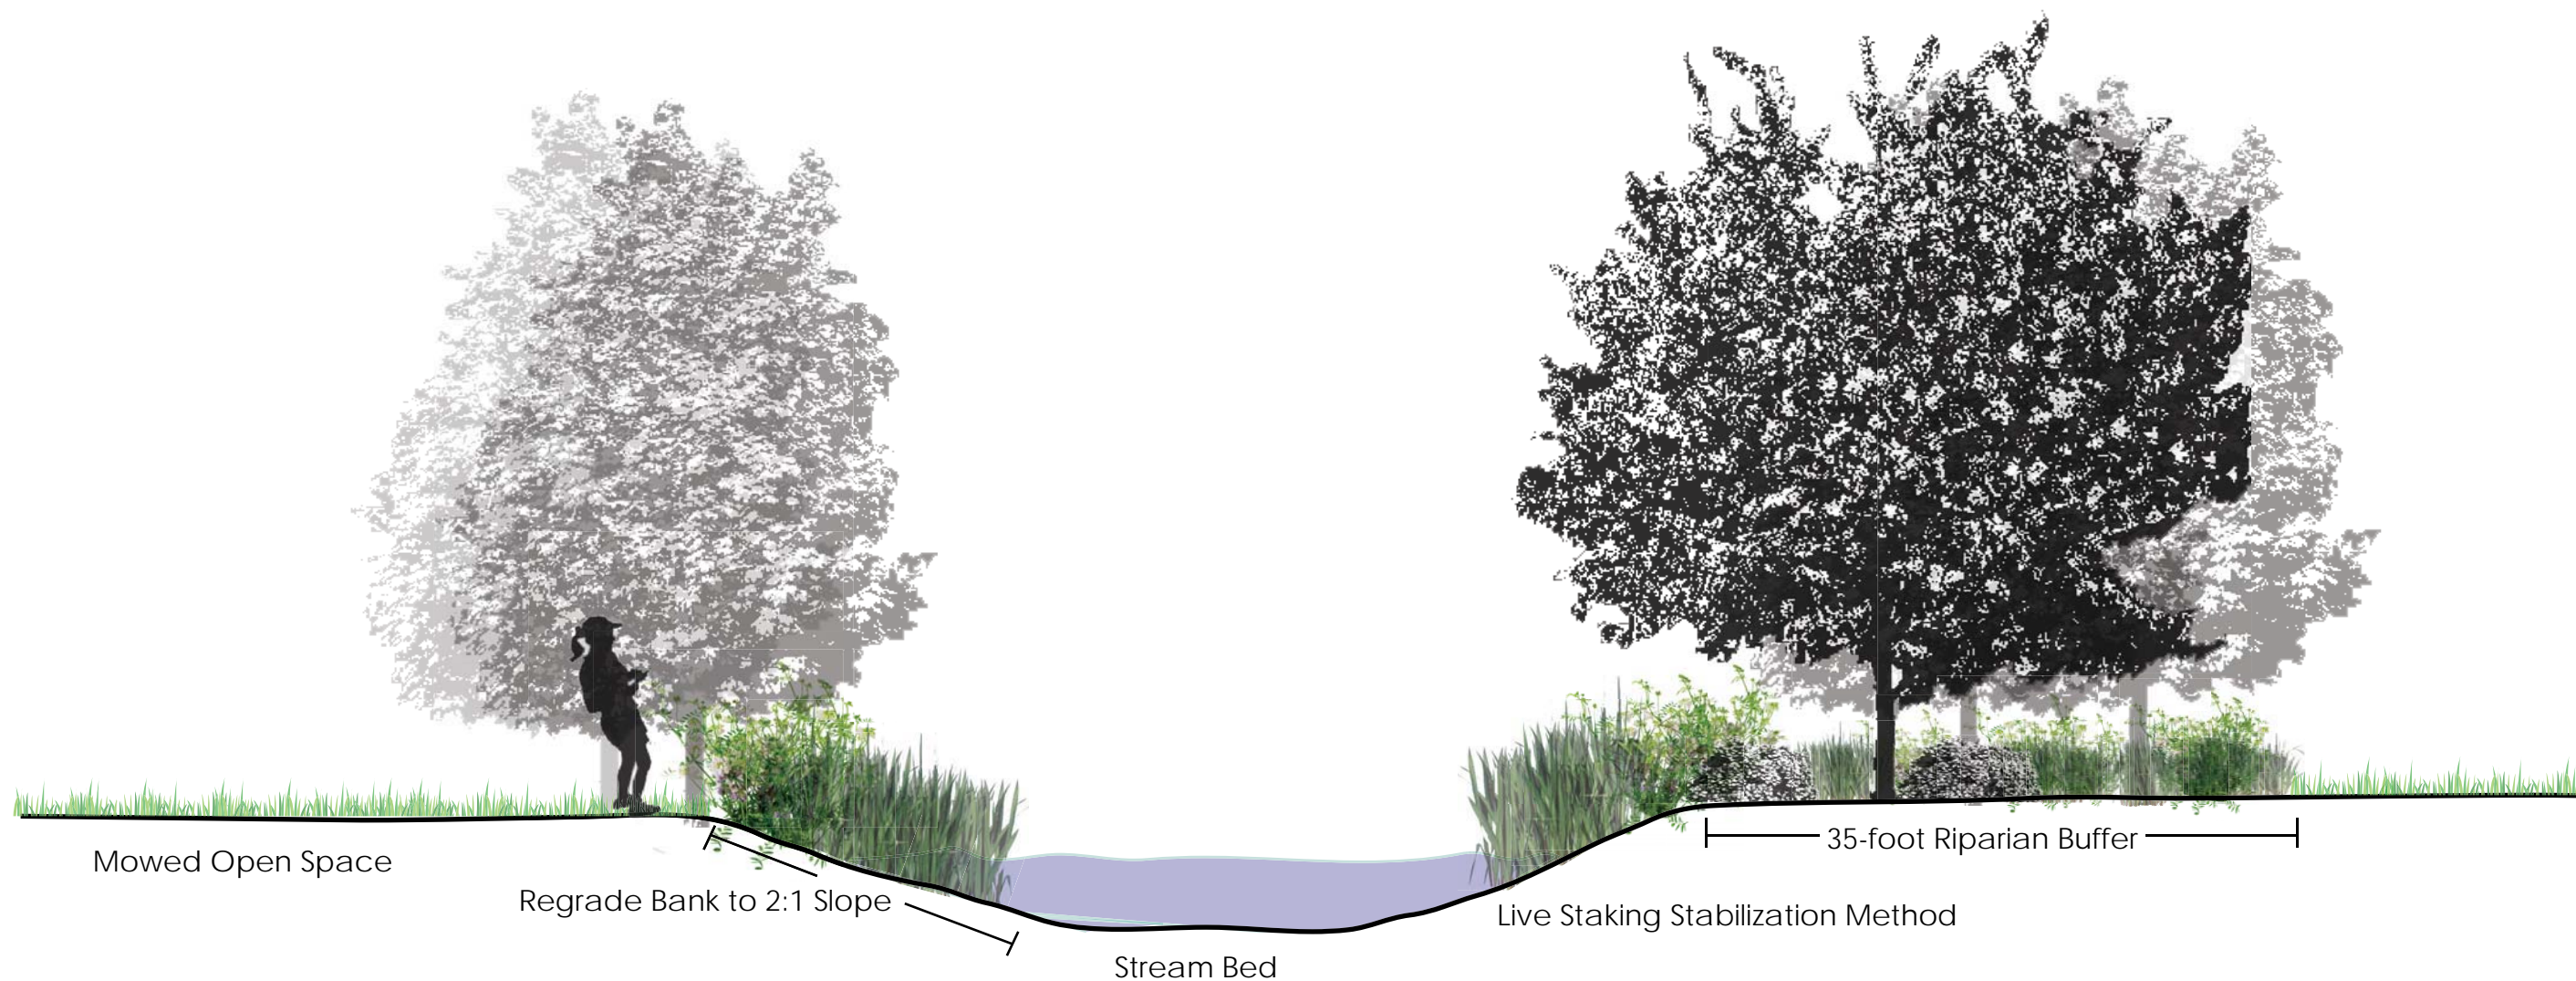 35-foot Riparian Buffer
Mowed Open Space
Regrade Bank to 2:1 Slope
Live Staking Stabilization Method
Stream Bed